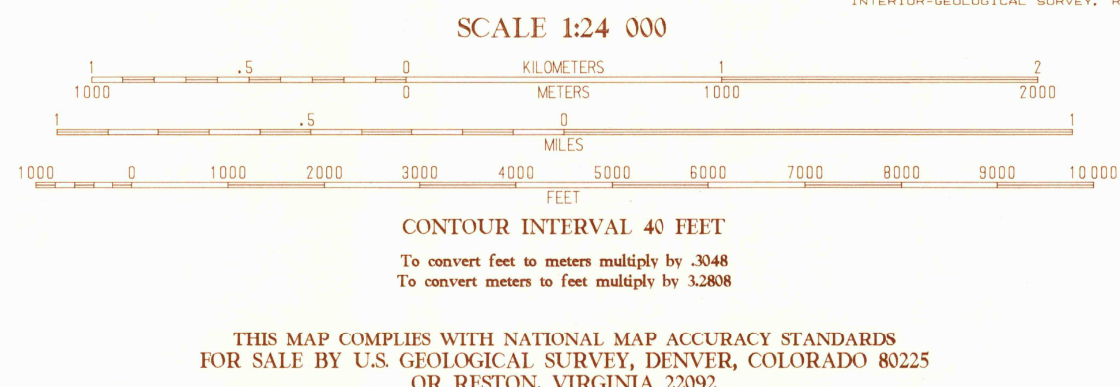 INTERIOR-GEOLOGICAL SURVEY, R
SCALE 1:24 000
1 .5 0 KILOMETERS 1 2
1000 0 METERS 1000 2000
1 .5 0 1
MILES
1000 0 1000 2000 3000 4000 5000 6000 7000 8000 9000 10 000
FEET
CONTOUR INTERVAL 40 FEET
To convert feet to meters multiply by .3048
To convert meters to feet multiply by 3.2808
THIS MAP COMPLIES WITH NATIONAL MAP ACCURACY STANDARDS
FOR SALE BY U.S. GEOLOGICAL SURVEY, DENVER, COLORADO 80225
OR RESTON, VIRGINIA 22092